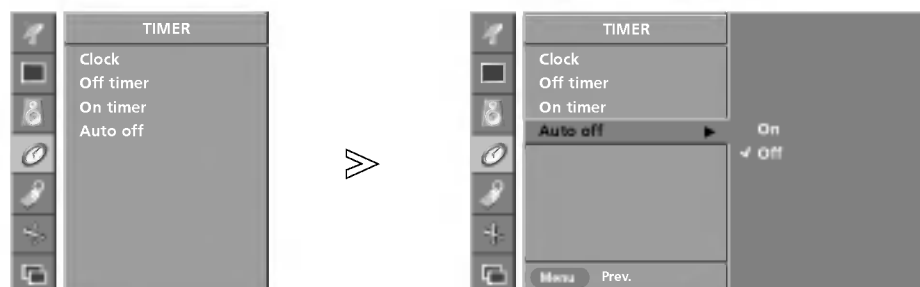 TIMER
Clock
Off timer
On timer
Auto off
TIMER
Clock
Off timer
On timer
Auto off
On
Off
Menu Prev.